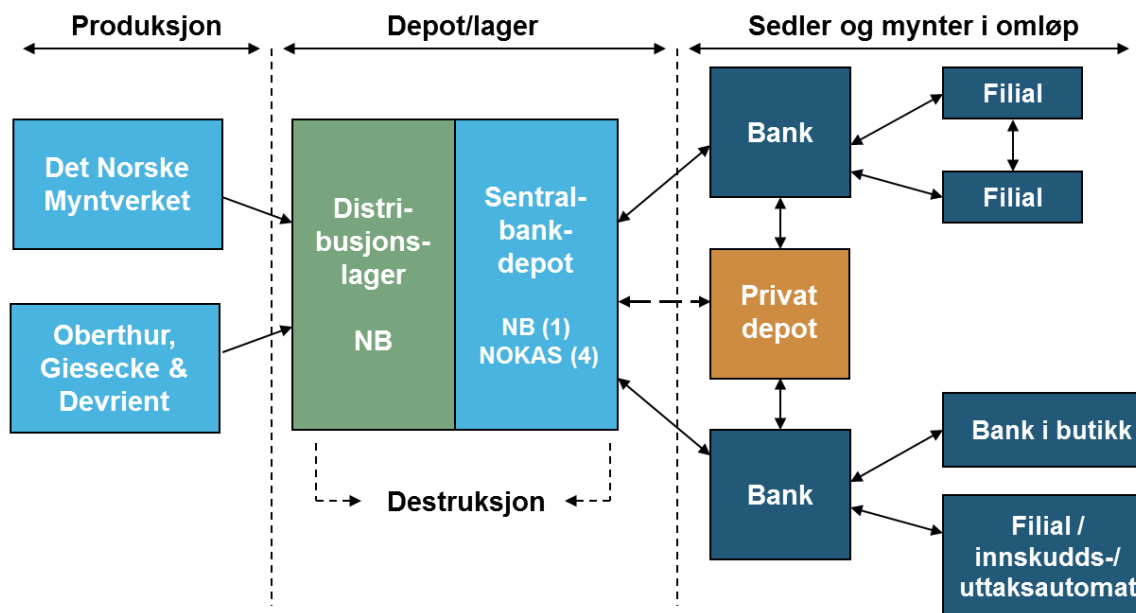 Produksjon
Depot/lager
Sedler og mynter i omløp
Det Norske
Myntverket
Oberthur,
Giesecke &
Devrient
Distri-
busjons-
lager
NB
Sentral-
bank-
depot
NB (1)
NOKAS (4)
Destruksjon
Bank
Filial
Filial
Privat
depot
Bank
Bank i butikk
Filial /
innskudds-/
uttaksautomat